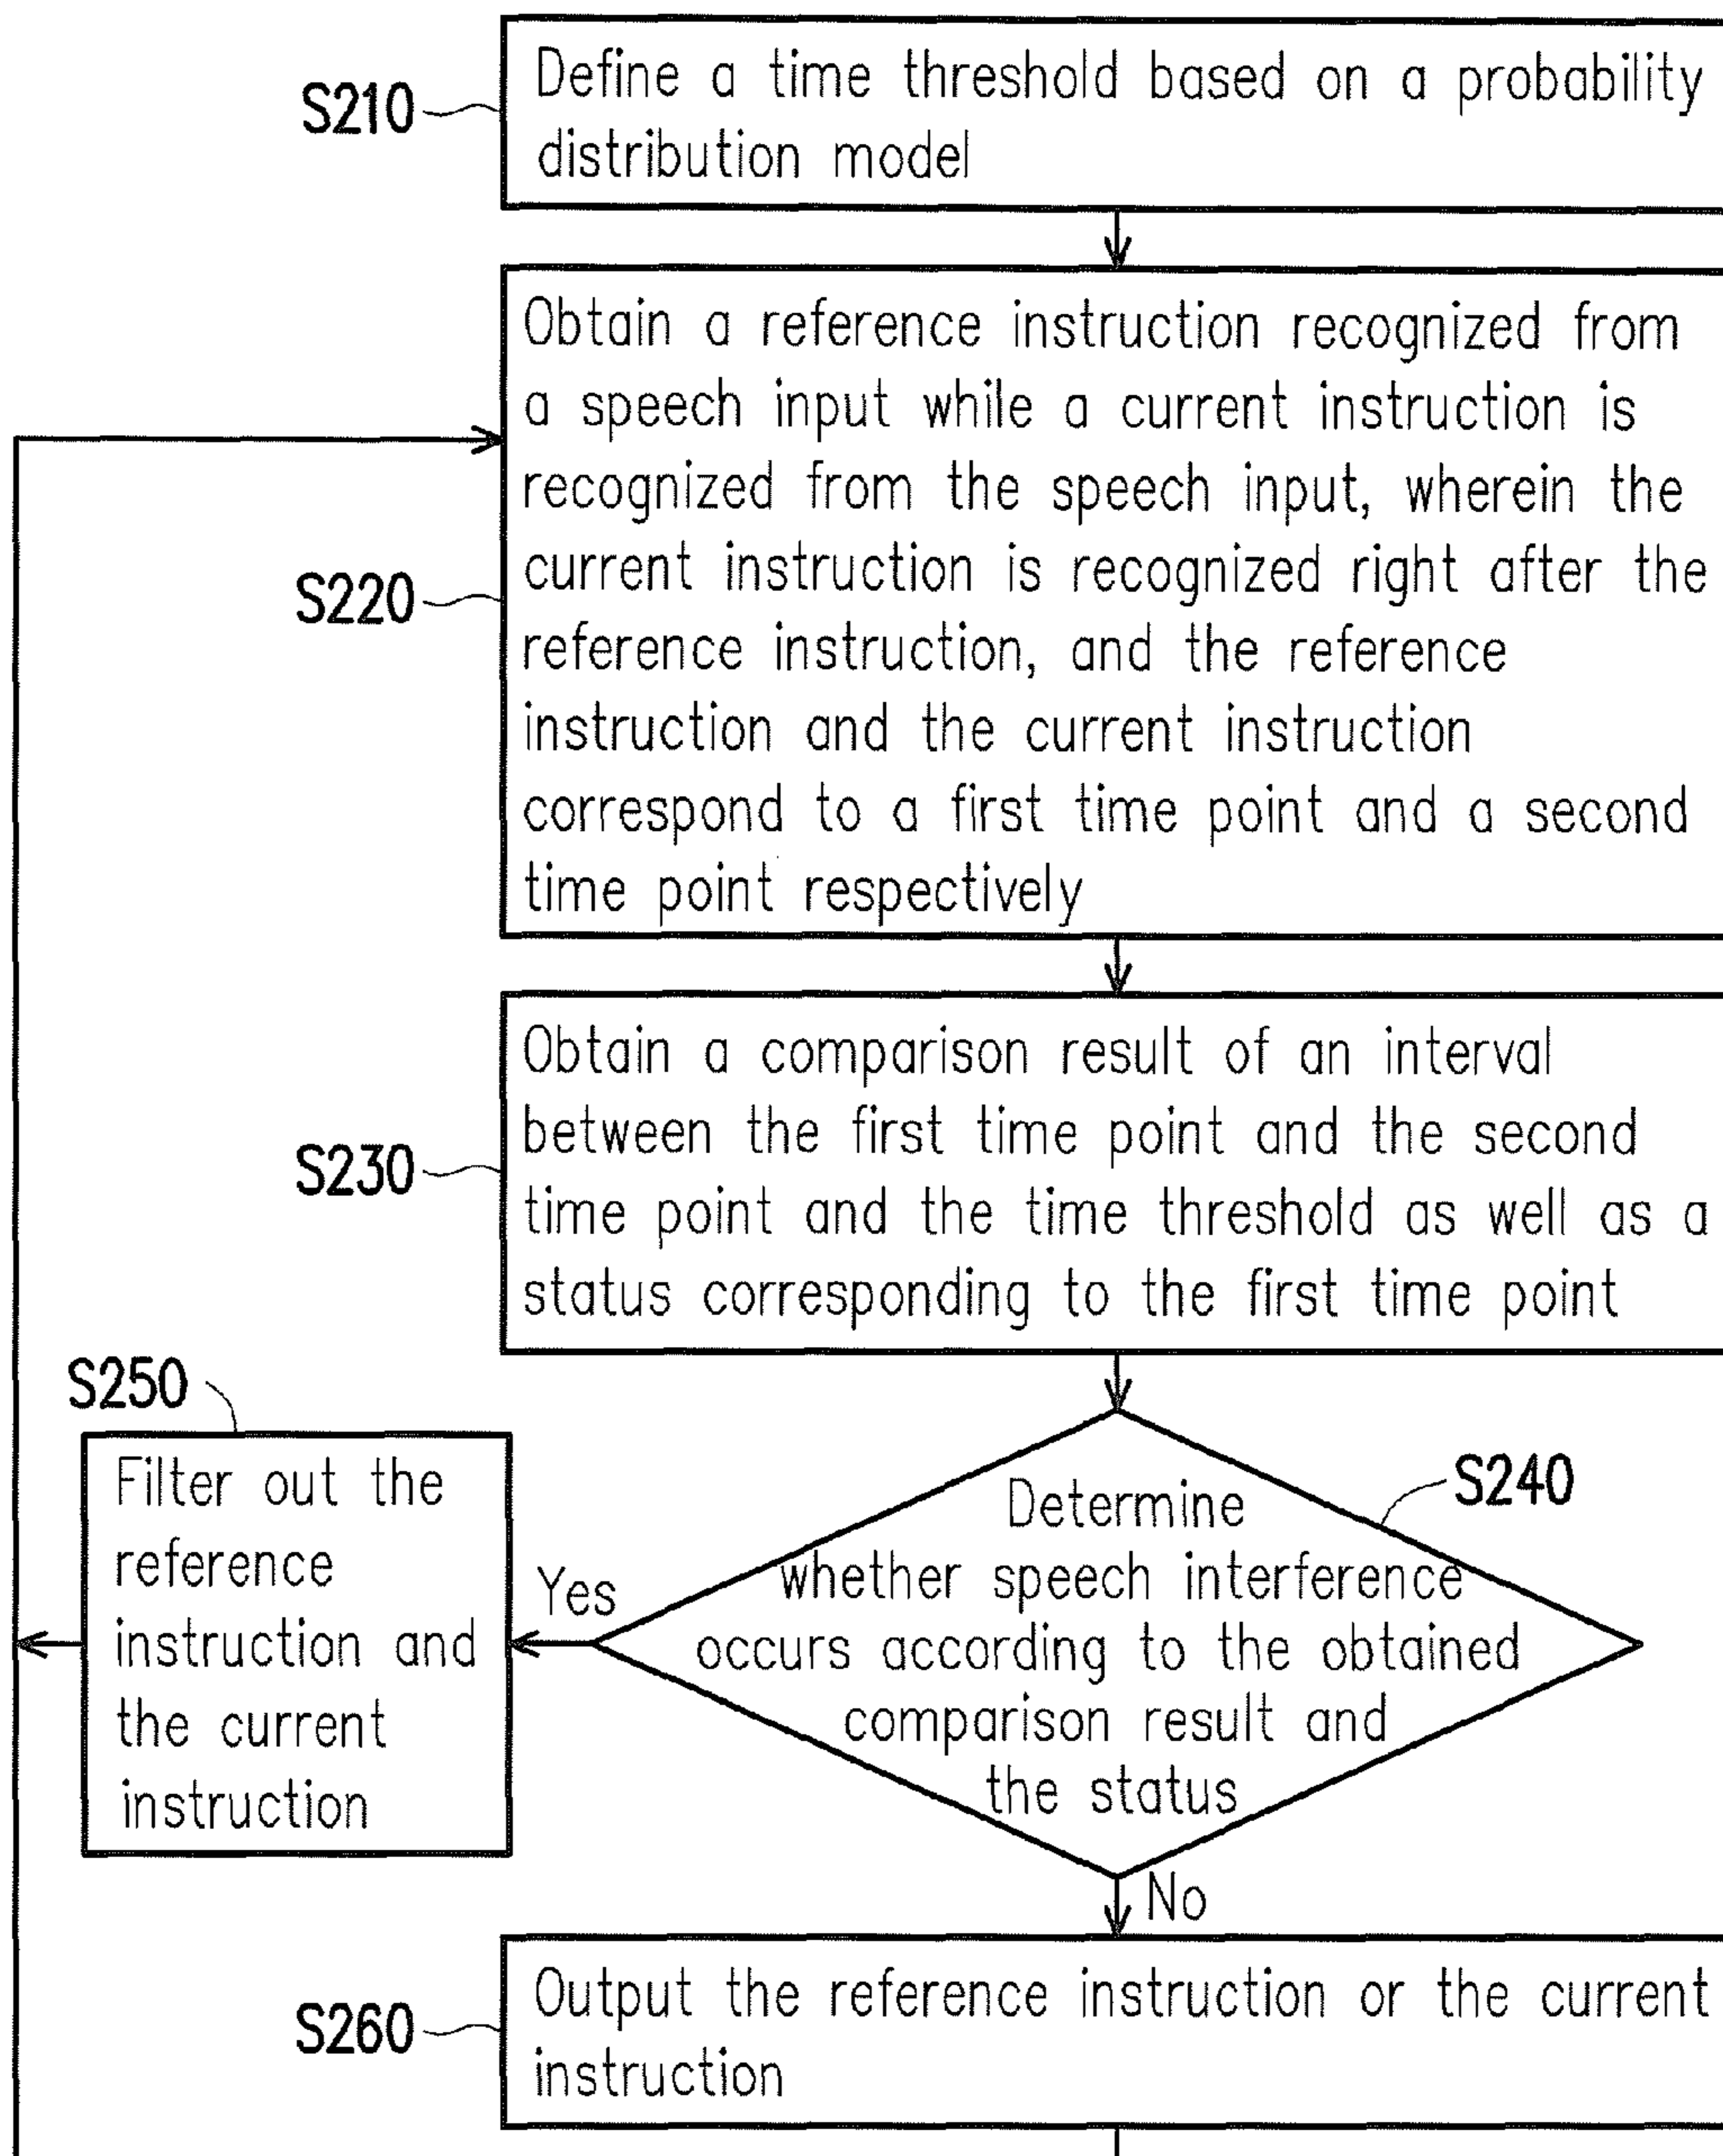 S210
Define a time threshold based on a probability
distribution model
S220
Obtain a reference instruction recognized from
a speech input while a current instruction is
recognized from the speech input, wherein the
current instruction is recognized right after the
reference instruction, and the reference
instruction and the current instruction
correspond to a first time point and a second
time point respectively
S230
Obtain a comparison result of an interval
between the first time point and the second
time point and the time threshold as well as a
status corresponding to the first time point
S240
Determine
whether speech interference
occurs according to the obtained
comparison result and
the status
Yes
S250
Filter out the
reference
instruction and
the current
instruction
No
S260
Output the reference instruction or the current
instruction